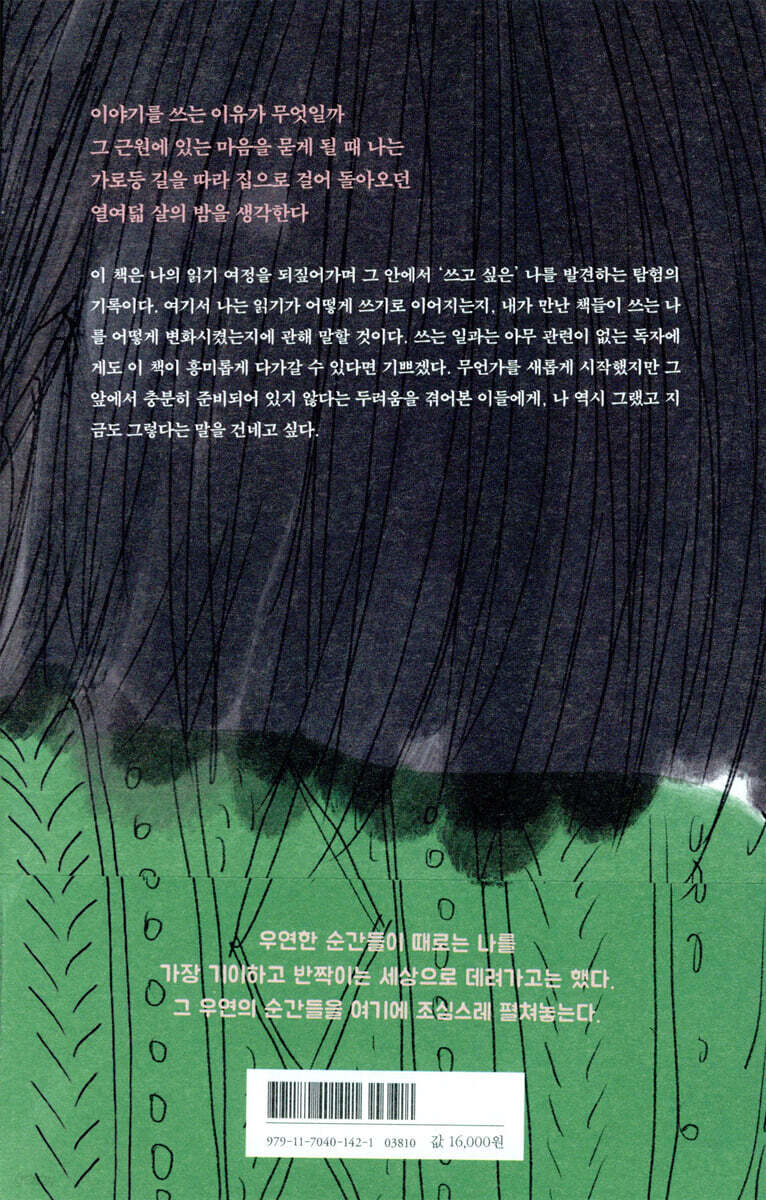 이야기를 쓰는 이유가 무엇일까
그 근원에 있는 마음을 묻게 될 때 나는
가로등 길을 따라 집으로 걸어 돌아오던
열여덟 살의 밤을 생각한다
이 책은 나의 읽기 여정을 되짚어가며 그 안에서 ‘쓰고 싶은’ 나를 발견하는 탐험의
기록이다. 여기서 나는 읽기가 어떻게 쓰기로 이어지는지, 내가 만난 책들이 쓰는 나
를 어떻게 변화시켰는지에 관해 말할 것이다. 쓰는 일과는 아무 관련이 없는 독자에
게도 이 책이 흥미롭게 다가갈 수 있다면 기쁘겠다. 무언가를 새롭게 시작했지만 그
앞에서 충분히 준비되어 있지 않다는 두려움을 겪어본 이들에게, 나 역시 그랬고 지
금도 그렇다는 말을 건네고 싶다.
우연한 순간들이 때로는 나를
가장 기이하고 반짝이는 세상으로 데려가고는 했다.
그 우연의 순간들을 여기에 조심스레 펼쳐놓는다.
979-11-7040-142-1 03810 값 16,000원